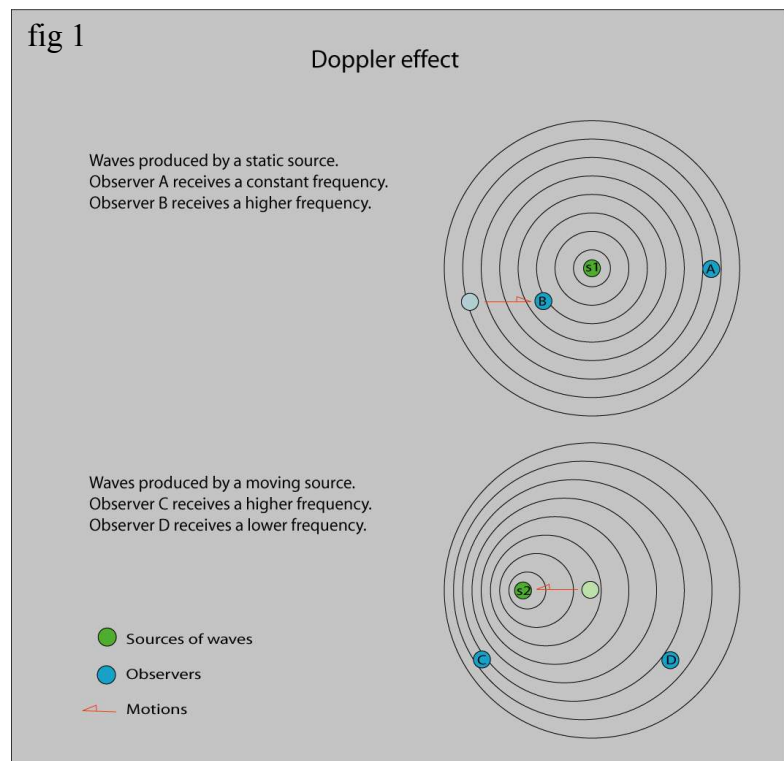 fig 1
Doppler effect
Waves produced by a static source.
Observer A receives a constant frequency.
Observer B receives a higher frequency.
s1
A
B
Waves produced by a moving source.
Observer C receives a higher frequency.
Observer D receives a lower frequency.
s2
C
D
Sources of waves
Observers
Motions